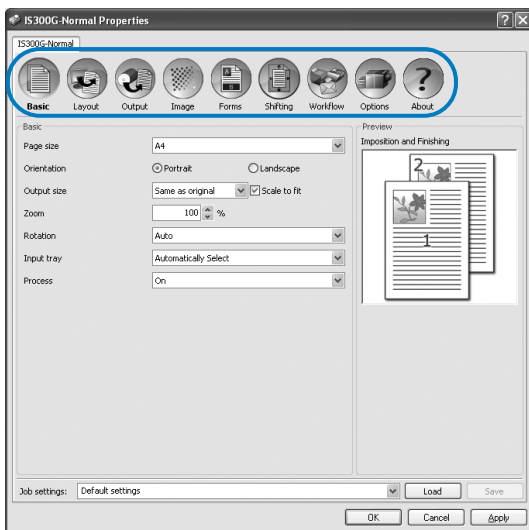 IS300G-Normal Properties
IS300G-Normal
Basic Layout Output Image Forms Shifting Workflow Options About
Basic
Page size A4
Orientation Portrait Landscape
Output size Same as original Scale to fit
Zoom 100 %
Rotation Auto
Input tray Automatically Select
Process On
Preview
Imposition and Finishing
2
1
Job settings: Default settings Load Save
OK Cancel Apply